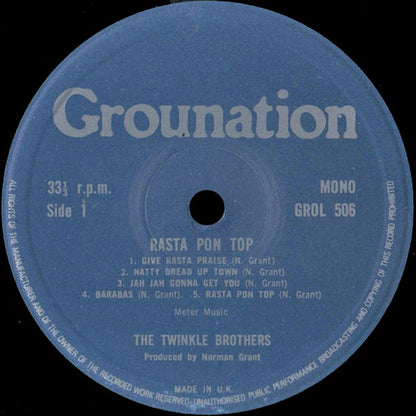 Grounation
33⅓ r.p.m.
Side 1
MONO
GROL 506
RASTA PON TOP
1. GIVE RASTA PRAISE (N. Grant)
2. NATTY DREAD UP TOWN (N. Grant)
3. JAH JAH GONNA GET YOU (N. Grant)
4. BARABAS (N. Grant). 5. RASTA PON TOP (N. Grant)
Meter Music
THE TWINKLE BROTHERS
Produced by Norman Grant
MADE IN U.K.
ALL RIGHTS OF THE MANUFACTURER AND OF THE OWNER OF THE RECORDED WORK RESERVED. UNAUTHORISED PUBLIC PERFORMANCE BROADCASTING AND COPYING OF THIS RECORD PROHIBITED